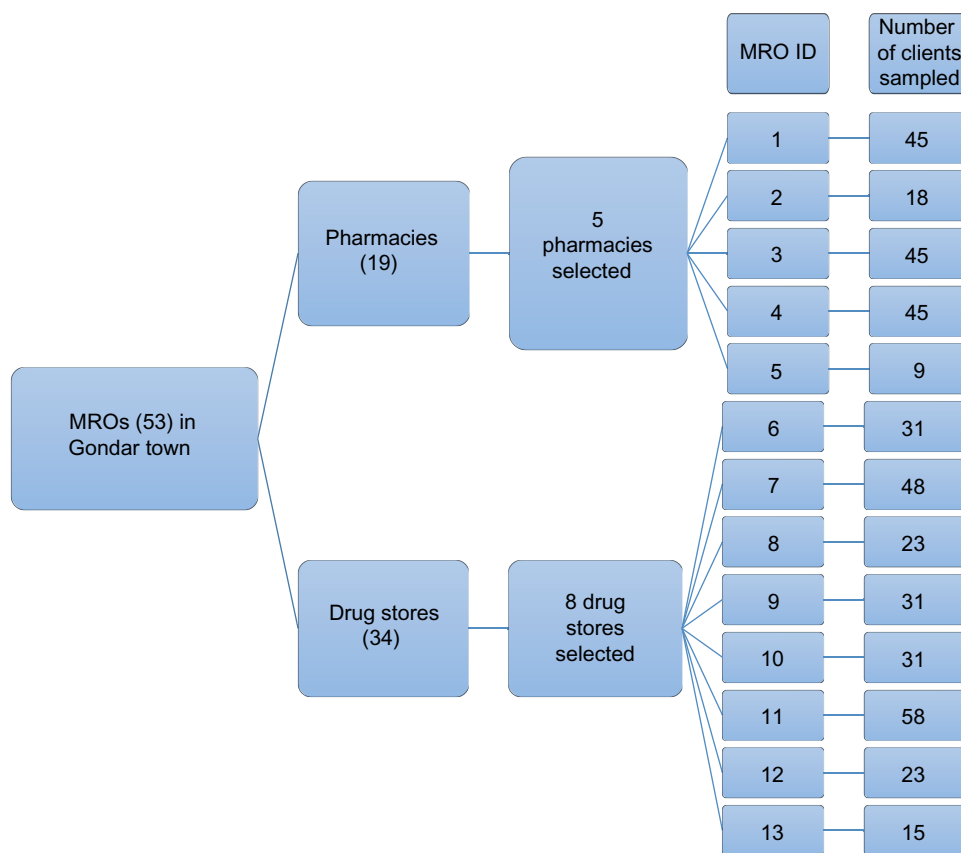 MRO ID
Number
of clients
sampled
MROs (53) in
Gondar town
Pharmacies
(19)
5
pharmacies
selected
1
45
2
18
3
45
4
45
5
9
Drug stores
(34)
8 drug
stores
selected
6
31
7
48
8
23
9
31
10
31
11
58
12
23
13
15